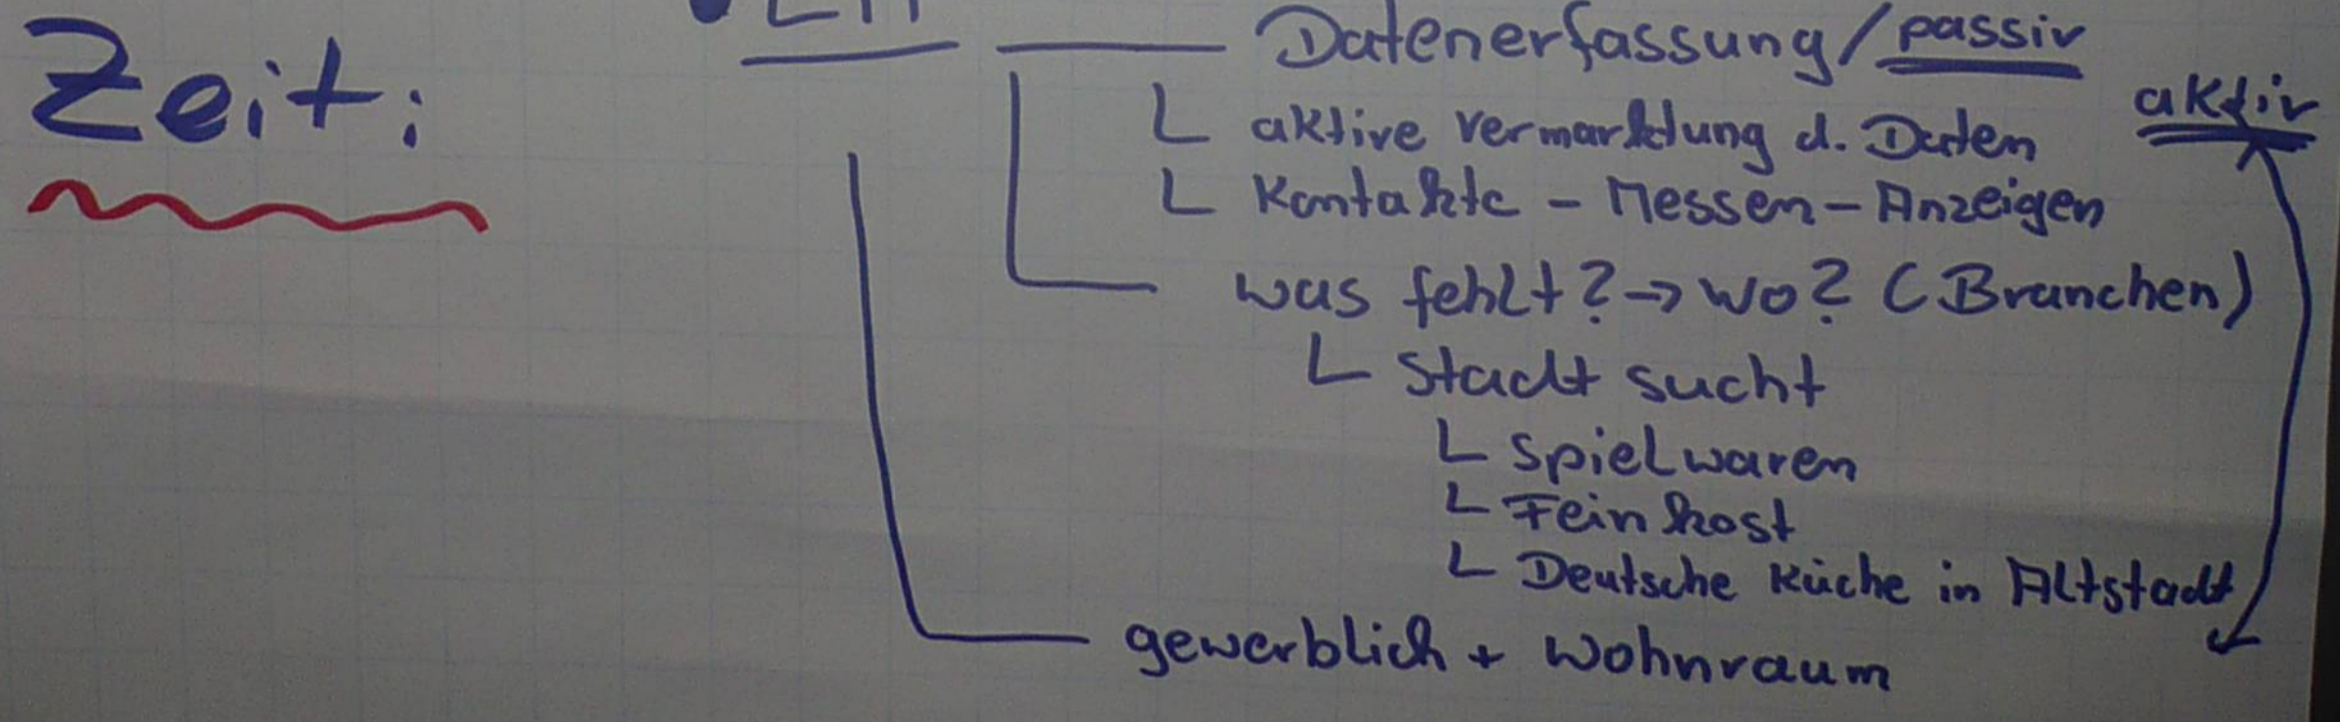 Zeit:
Datenerfassung/passiv
aktiv
aktive Vermarktung d. Daten
Kontakte - Messen - Anzeigen
was fehlt? → wo? (Branchen)
Stadt sucht
Spielwaren
Feinkost
Deutsche Küche in Altstadt
gewerblich + Wohnraum